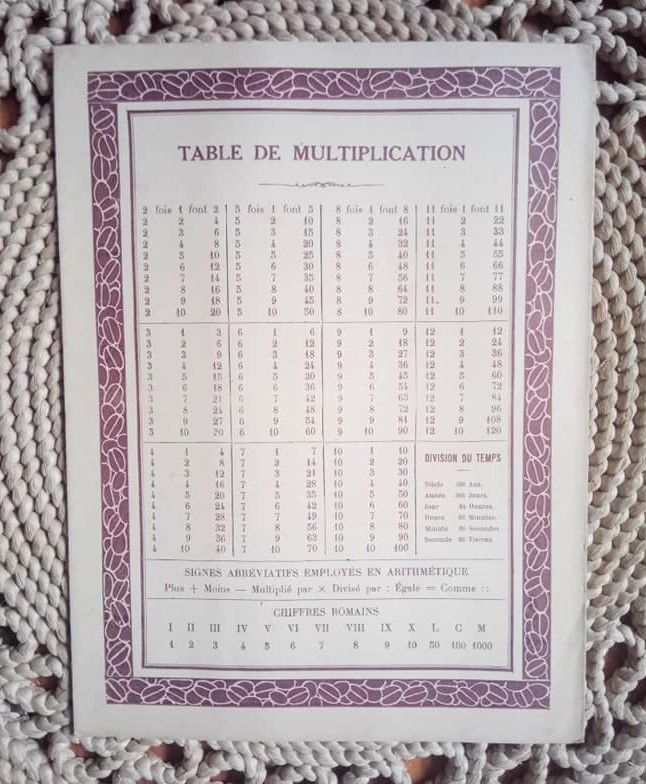 TABLE DE MULTIPLICATION
2 fois 1 font 2 5 fois 1 font 5 8 fois 1 font 8 11 fois 1 font 11
2 2 4 5 2 10 8 2 16 11 2 22
2 3 6 5 3 15 8 3 24 11 3 33
2 4 8 5 4 20 8 4 32 11 4 44
2 5 10 5 5 25 8 5 40 11 5 55
2 6 12 5 6 30 8 6 48 11 6 66
2 7 14 5 7 35 8 7 56 11 7 77
2 8 16 5 8 40 8 8 64 11 8 88
2 9 18 5 9 45 8 9 72 11 9 99
2 10 20 5 10 50 8 10 80 11 10 110
3 1 3 6 1 6 9 1 9 12 1 12
3 2 6 6 2 12 9 2 18 12 2 24
3 3 9 6 3 18 9 3 27 12 3 36
3 4 12 6 4 24 9 4 36 12 4 48
3 5 15 6 5 30 9 5 45 12 5 60
3 6 18 6 6 36 9 6 54 12 6 72
3 7 21 6 7 42 9 7 63 12 7 84
3 8 24 6 8 48 9 8 72 12 8 96
3 9 27 6 9 54 9 9 81 12 9 108
3 10 30 6 10 60 9 10 90 12 10 120
4 1 4 7 1 7 10 1 10
4 2 8 7 2 14 10 2 20
4 3 12 7 3 21 10 3 30
4 4 16 7 4 28 10 4 40
4 5 20 7 5 35 10 5 50
4 6 24 7 6 42 10 6 60
4 7 28 7 7 49 10 7 70
4 8 32 7 8 56 10 8 80
4 9 36 7 9 63 10 9 90
4 10 40 7 10 70 10 10 100
DIVISION DU TEMPS
Siècle 100 Ans.
Année 365 Jours.
Jour 24 Heures.
Heure 60 Minutes.
Minute 60 Secondes
Seconde 60 Tierces.
SIGNES ABRÉVIATIFS EMPLOYÉS EN ARITHMÉTIQUE
Plus + Moins — Multiplié par × Divisé par : Égale = Comme ::
CHIFFRES ROMAINS
I II III IV V VI VII VIII IX X L C M
1 2 3 4 5 6 7 8 9 10 50 100 1000